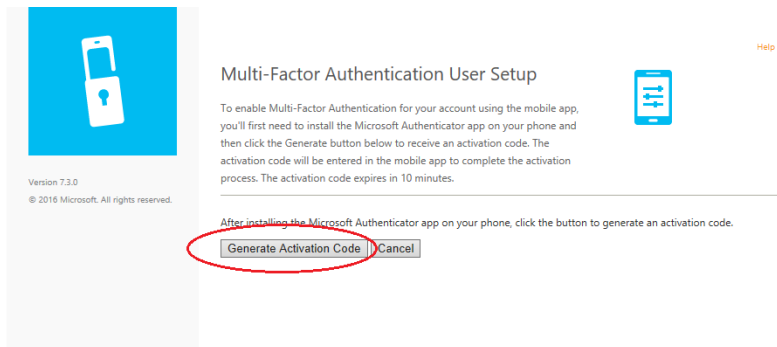 Help
Multi-Factor Authentication User Setup
To enable Multi-Factor Authentication for your account using the mobile app,
you'll first need to install the Microsoft Authenticator app on your phone and
then click the Generate button below to receive an activation code. The
activation code will be entered in the mobile app to complete the activation
process. The activation code expires in 10 minutes.
Version 7.3.0
© 2016 Microsoft. All rights reserved.
After installing the Microsoft Authenticator app on your phone, click the button to generate an activation code.
Generate Activation Code Cancel